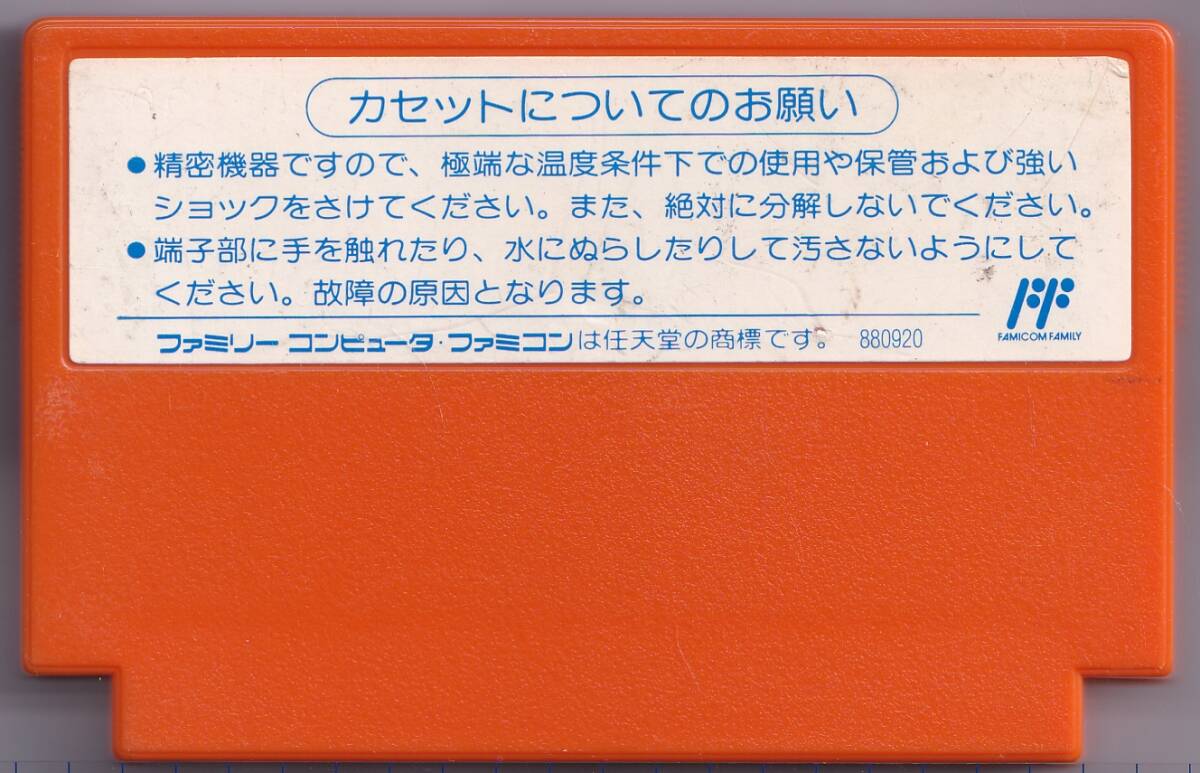 カセットについてのお願い
●精密機器ですので、極端な温度条件下での使用や保管および強い
ショックをさけてください。また、絶対に分解しないでください。
●端子部に手を触れたり、水にぬらしたりして汚さないようにして
ください。故障の原因となります。
ファミリーコンピュータ・ファミコンは任天堂の商標です。 880920
FAMICOM FAMILY